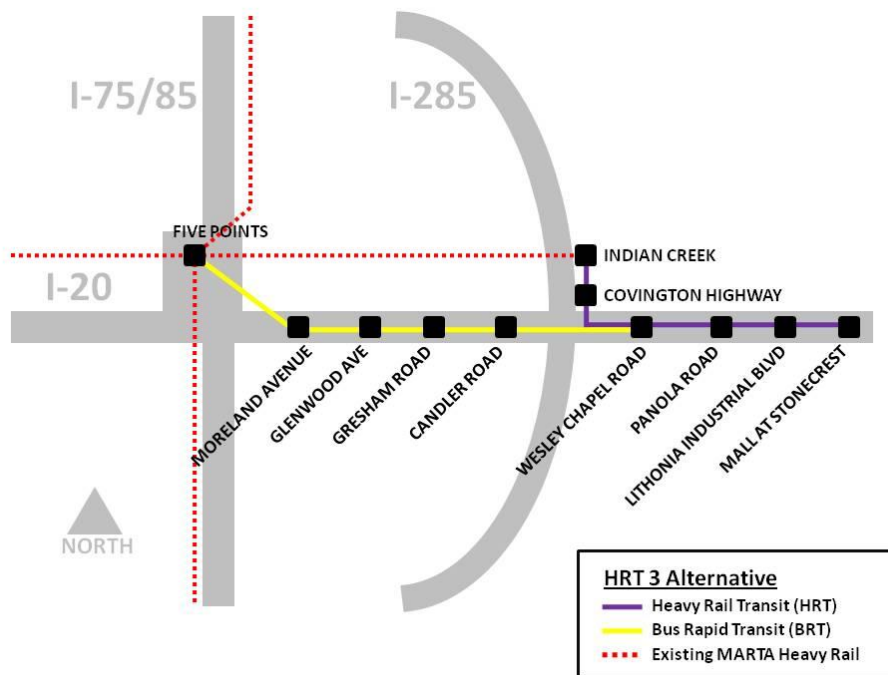 I-75/85
I-285
FIVE POINTS
INDIAN CREEK
I-20
COVINGTON HIGHWAY
MORELAND AVENUE
GLENWOOD AVE
GRESHAM ROAD
CANDLER ROAD
WESLEY CHAPEL ROAD
PANOLA ROAD
LITHONIA INDUSTRIAL BLVD
MALL AT STONECREST
NORTH
HRT 3 Alternative
Heavy Rail Transit (HRT)
Bus Rapid Transit (BRT)
Existing MARTA Heavy Rail